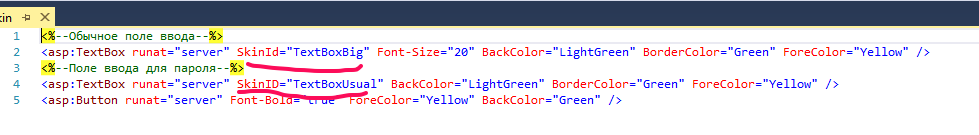 kin
1 <%--Обычное поле ввода--%>
2 <asp:TextBox runat="server" SkinId="TextBoxBig" Font-Size="20" BackColor="LightGreen" BorderColor="Green" ForeColor="Yellow" />
3 <%--Поле ввода для пароля--%>
4 <asp:TextBox runat="server" SkinID="TextBoxUsual" BackColor="LightGreen" BorderColor="Green" ForeColor="Yellow" />
5 <asp:Button runat="server" Font-Bold="true" ForeColor="Yellow" BackColor="Green" />